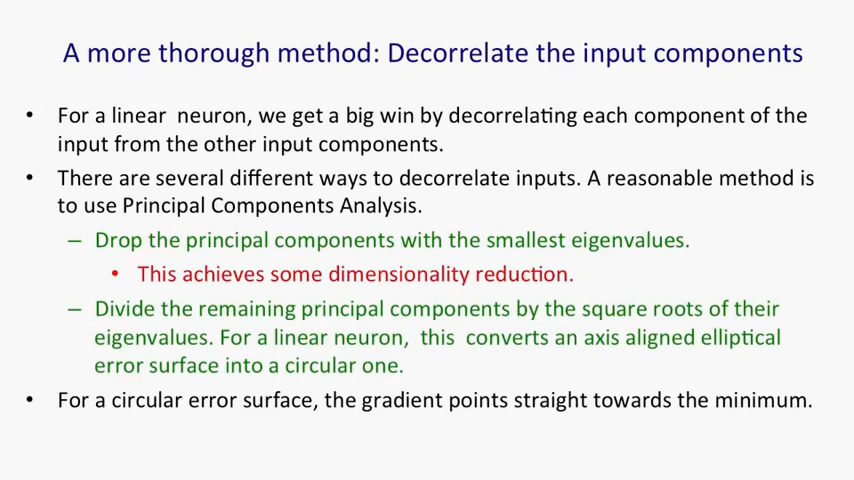 A more thorough method: Decorrelate the input components
• For a linear neuron, we get a big win by decorrelating each component of the
input from the other input components.
• There are several different ways to decorrelate inputs. A reasonable method is
to use Principal Components Analysis.
– Drop the principal components with the smallest eigenvalues.
• This achieves some dimensionality reduction.
– Divide the remaining principal components by the square roots of their
eigenvalues. For a linear neuron, this converts an axis aligned elliptical
error surface into a circular one.
• For a circular error surface, the gradient points straight towards the minimum.